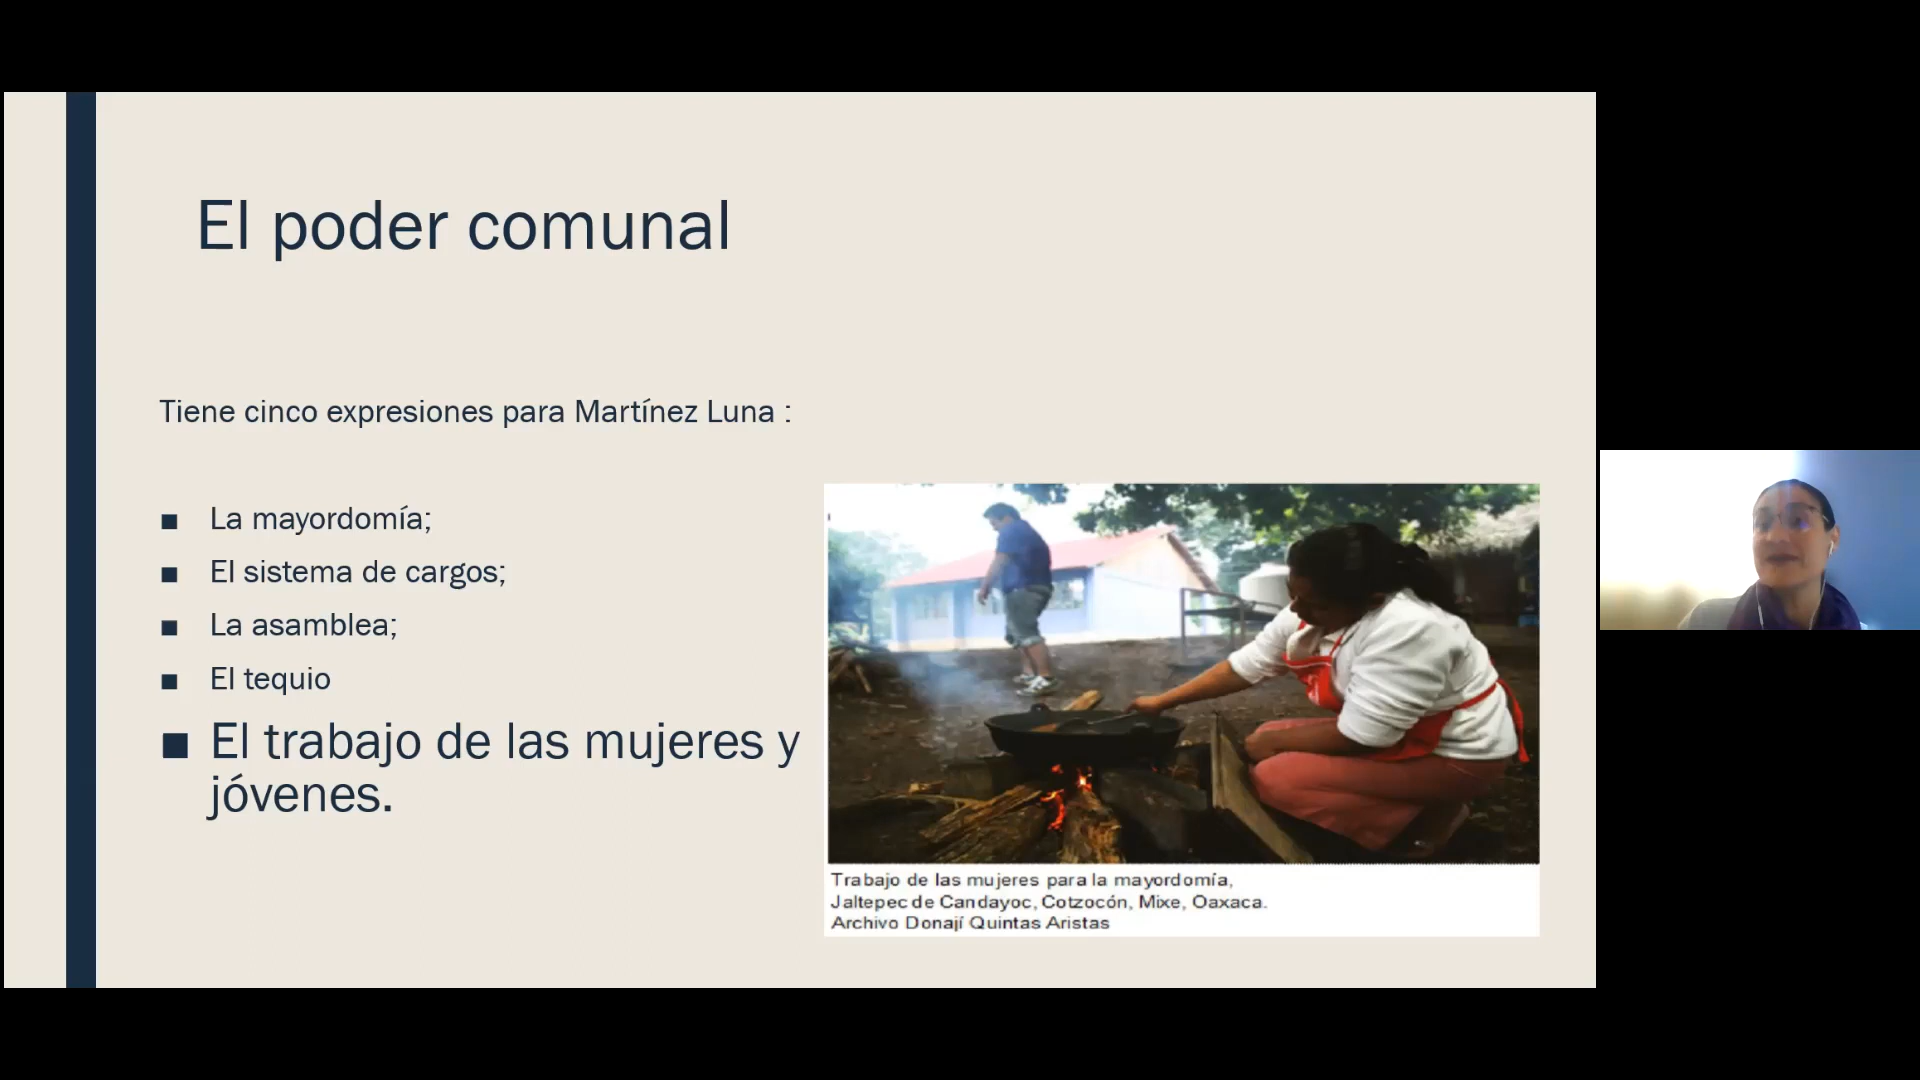 El poder comunal
Tiene cinco expresiones para Martínez Luna :
■ La mayordomía;
■ El sistema de cargos;
■ La asamblea;
■ El tequio
■ El trabajo de las mujeres y
jóvenes.
Trabajo de las mujeres para la mayordomía,
Jaltepec de Candayoc, Cotzocón, Mixe, Oaxaca.
Archivo Donají Quintas Aristas